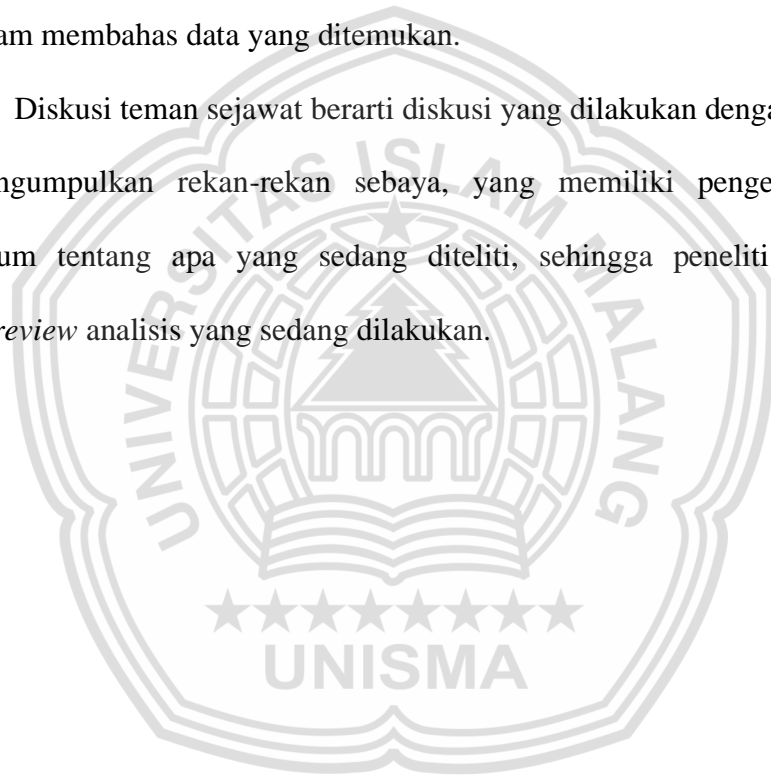 am membahas data yang ditemukan.
Diskusi teman sejawat berarti diskusi yang dilakukan denga
ngumpulkan rekan-rekan sebaya, yang memiliki penge
um tentang apa yang sedang diteliti, sehingga peneliti
review analisis yang sedang dilakukan.
UNIVERSITAS ISLAM MALANG
UNISMA